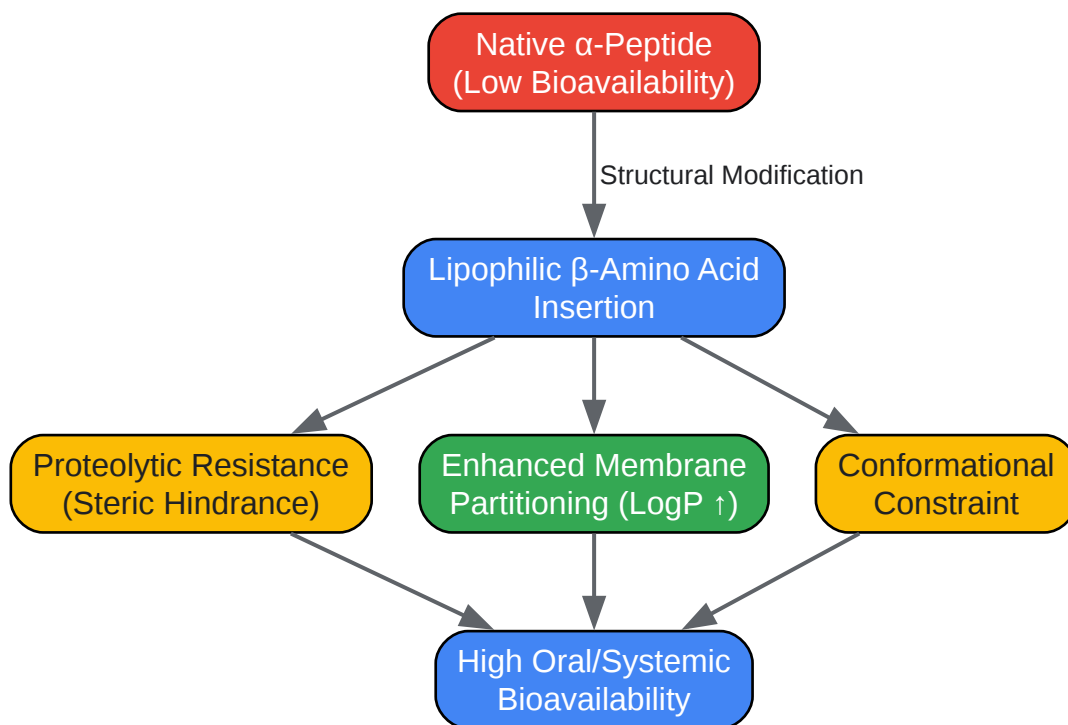 Native α-Peptide
(Low Bioavailability)
Structural Modification
Lipophilic β-Amino Acid
Insertion
Proteolytic Resistance
(Steric Hindrance)
Enhanced Membrane
Partitioning (LogP ↑)
Conformational
Constraint
High Oral/Systemic
Bioavailability